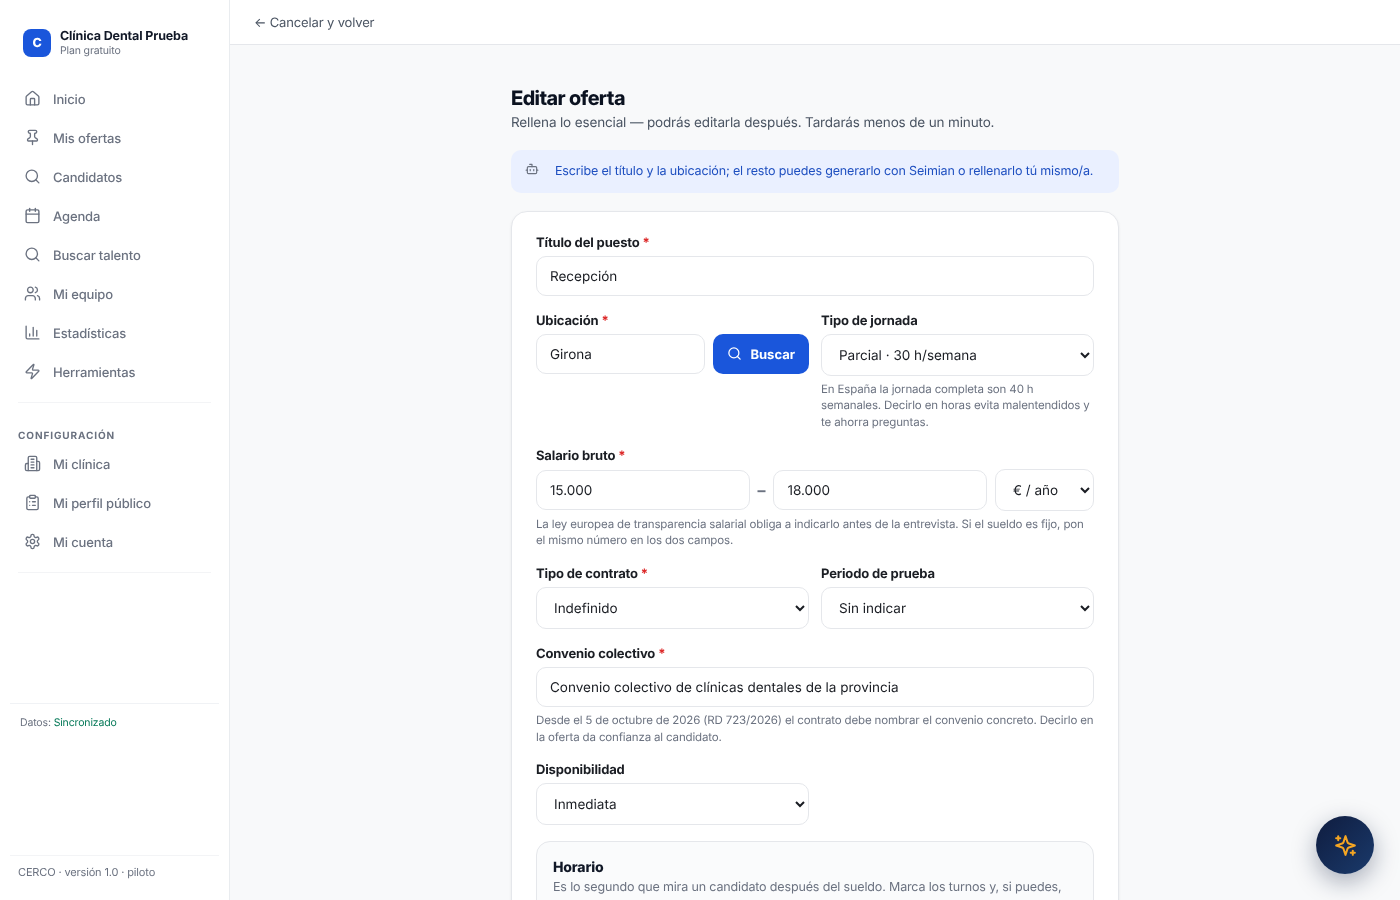 C
Clínica Dental Prueba
Plan gratuito
Inicio
Mis ofertas
Candidatos
Agenda
Buscar talento
Mi equipo
Estadísticas
Herramientas
CONFIGURACIÓN
Mi clínica
Mi perfil público
Mi cuenta
Datos: Sincronizado
CERCO · versión 1.0 · piloto
← Cancelar y volver
Editar oferta
Rellena lo esencial — podrás editarla después. Tardarás menos de un minuto.
Escribe el título y la ubicación; el resto puedes generarlo con Seimian o rellenarlo tú mismo/a.
Título del puesto *
Recepción
Ubicación *
Girona
Buscar
Tipo de jornada
Parcial · 30 h/semana
En España la jornada completa son 40 h
semanales. Decirlo en horas evita malentendidos y
te ahorra preguntas.
Salario bruto *
15.000
–
18.000
€ / año
La ley europea de transparencia salarial obliga a indicarlo antes de la entrevista. Si el sueldo es fijo, pon
el mismo número en los dos campos.
Tipo de contrato *
Indefinido
Periodo de prueba
Sin indicar
Convenio colectivo *
Convenio colectivo de clínicas dentales de la provincia
Desde el 5 de octubre de 2026 (RD 723/2026) el contrato debe nombrar el convenio concreto. Decirlo en
la oferta da confianza al candidato.
Disponibilidad
Inmediata
Horario
Es lo segundo que mira un candidato después del sueldo. Marca los turnos y, si puedes,